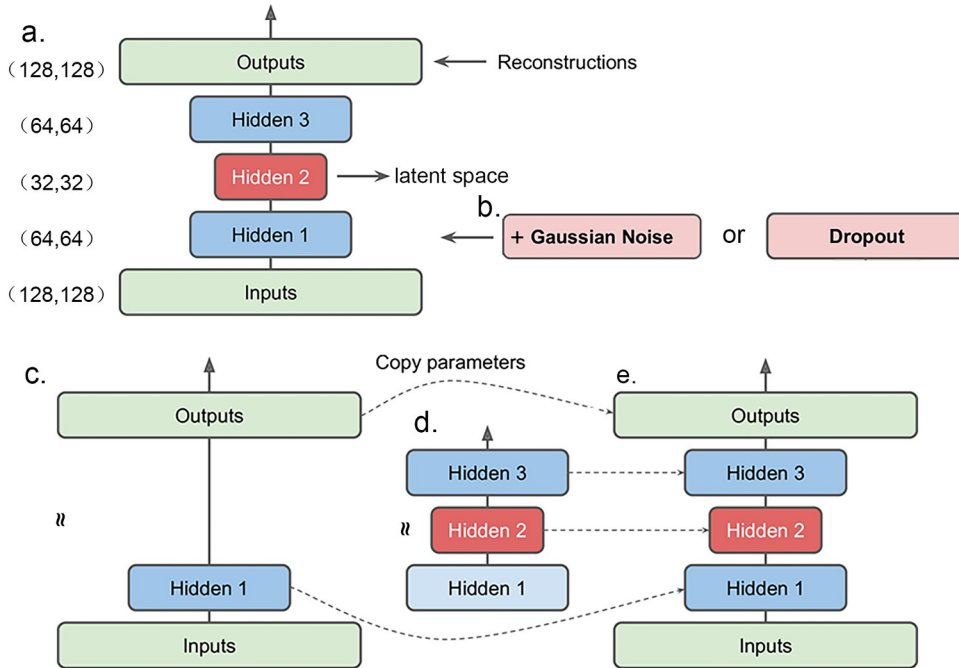 a.
（128,128）
Outputs
Reconstructions
（64,64）
Hidden 3
（32,32）
Hidden 2
latent space
（64,64）
Hidden 1
b.
+ Gaussian Noise
or
Dropout
（128,128）
Inputs
c.
Copy parameters
e.
Outputs
Outputs
d.
Hidden 3
Hidden 3
≈
≈
Hidden 2
Hidden 2
Hidden 1
Hidden 1
Hidden 1
Inputs
Inputs